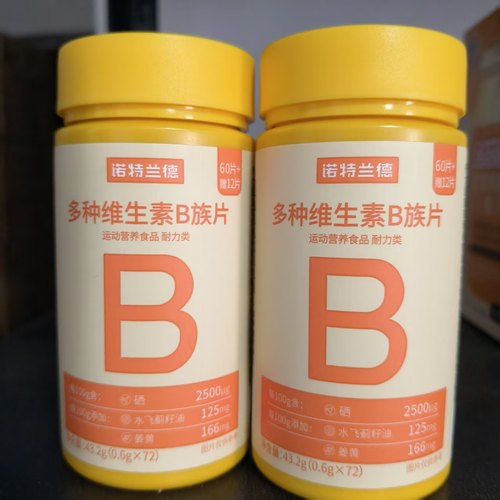 诺特兰德
60片+
赠12片
多种维生素B族片
运动营养食品 耐力类
B
每100g含: 硒 2500μg
每100g添加: 水飞蓟籽油 125mg
姜黄 166mg
净含量: 43.2g(0.6g×72)
诺特兰德
60片+
赠12片
多种维生素B族片
运动营养食品 耐力类
B
每100g含: 硒 2500μg
每100g添加: 水飞蓟籽油 125mg
姜黄 166mg
净含量: 43.2g(0.6g×72)
图片仅供参考